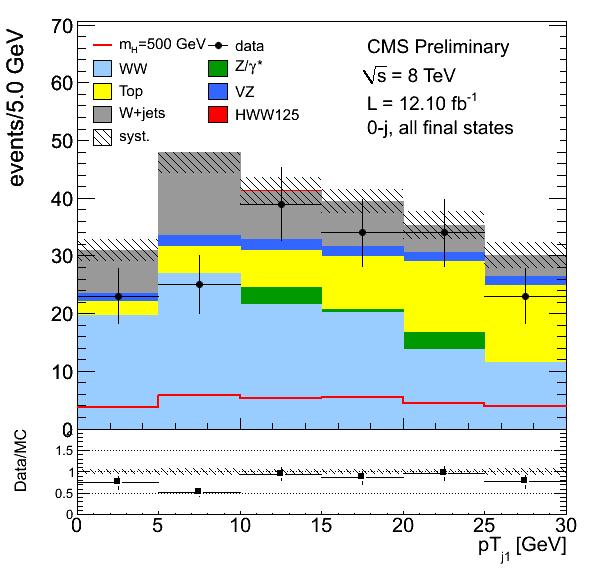 events/5.0 GeV
70
60
50
40
30
20
10
0
m_H=500 GeV
data
WW
Z/γ*
Top
VZ
W+jets
HWW125
syst.
CMS Preliminary
√s = 8 TeV
L = 12.10 fb⁻¹
0-j, all final states
Data/MC
2
1.5
1
0.5
0
0 5 10 15 20 25 30
pT_j1 [GeV]